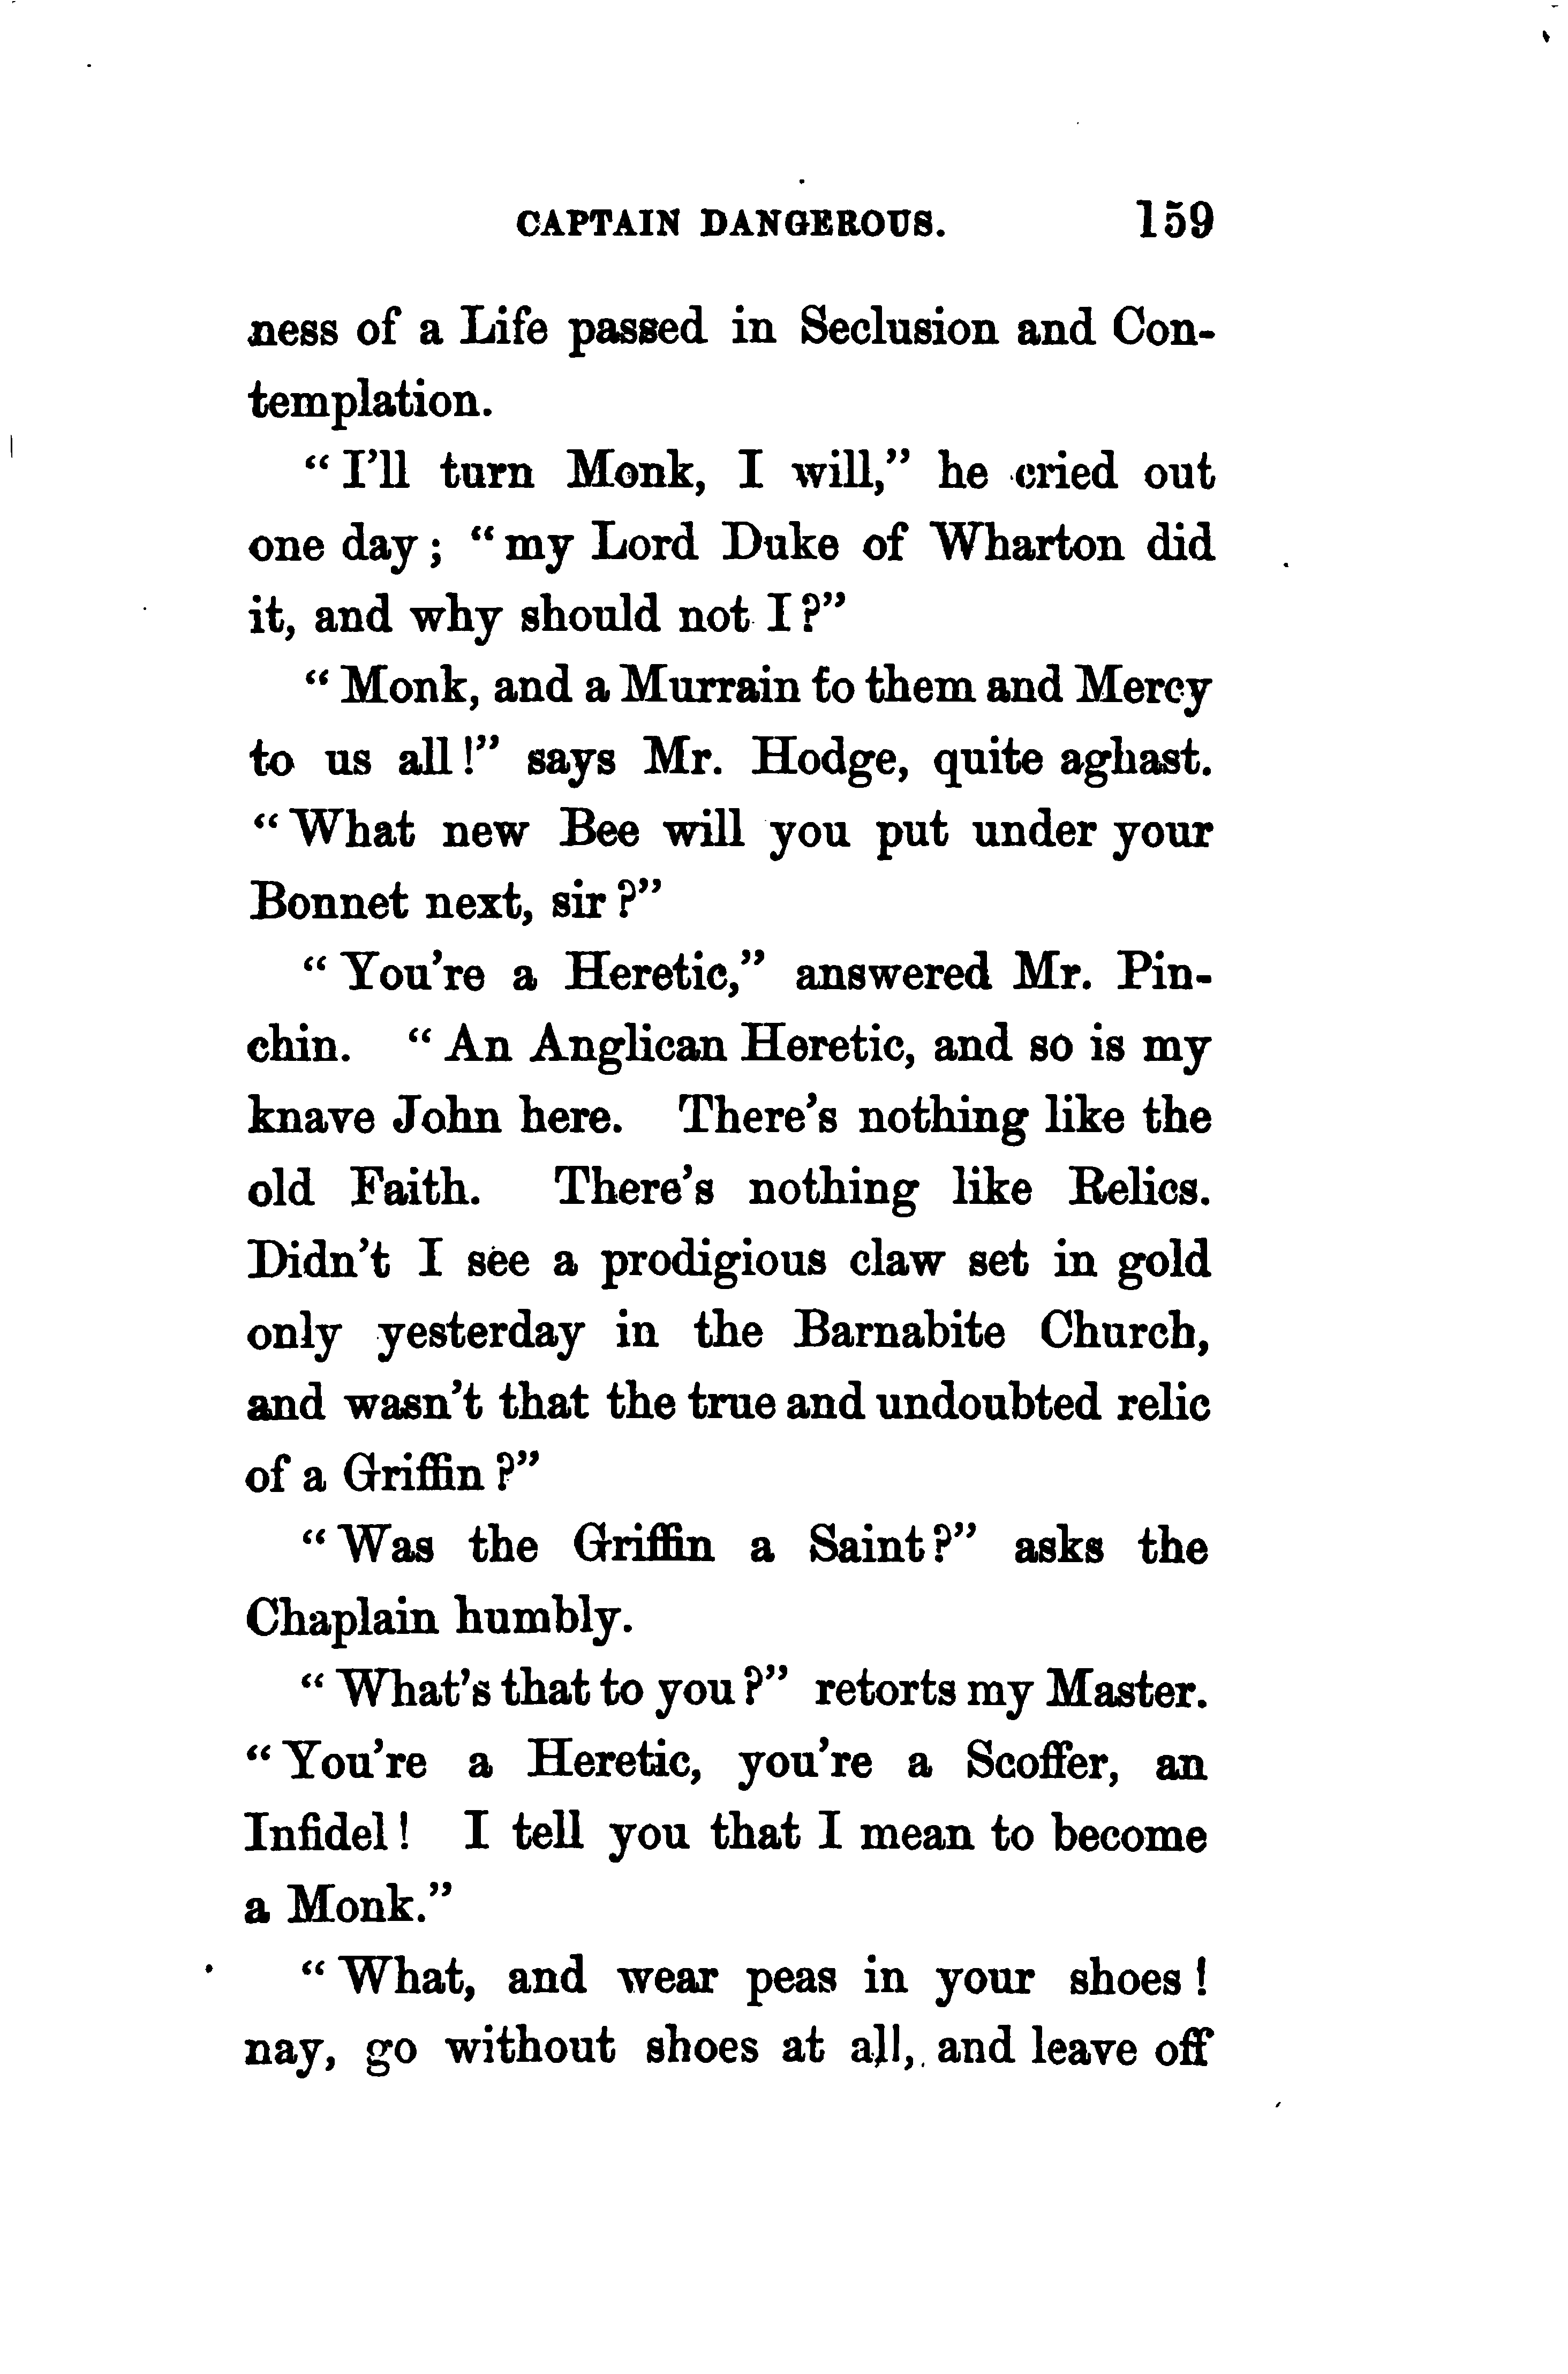 CAPTAIN DANGEROUS. 159
ness of a Life passed in Seclusion and Con-
templation.
“I’ll turn Monk, I will,” he cried out
one day; “my Lord Duke of Wharton did
it, and why should not I?”
“Monk, and a Murrain to them and Mercy
to us all!” says Mr. Hodge, quite aghast.
“What new Bee will you put under your
Bonnet next, sir?”
“You’re a Heretic,” answered Mr. Pin-
chin. “An Anglican Heretic, and so is my
knave John here. There’s nothing like the
old Faith. There’s nothing like Relics.
Didn’t I see a prodigious claw set in gold
only yesterday in the Barnabite Church,
and wasn’t that the true and undoubted relic
of a Griffin?”
“Was the Griffin a Saint?” asks the
Chaplain humbly.
“What’s that to you?” retorts my Master.
“You’re a Heretic, you’re a Scoffer, an
Infidel! I tell you that I mean to become
a Monk.”
“What, and wear peas in your shoes!
nay, go without shoes at all, and leave off